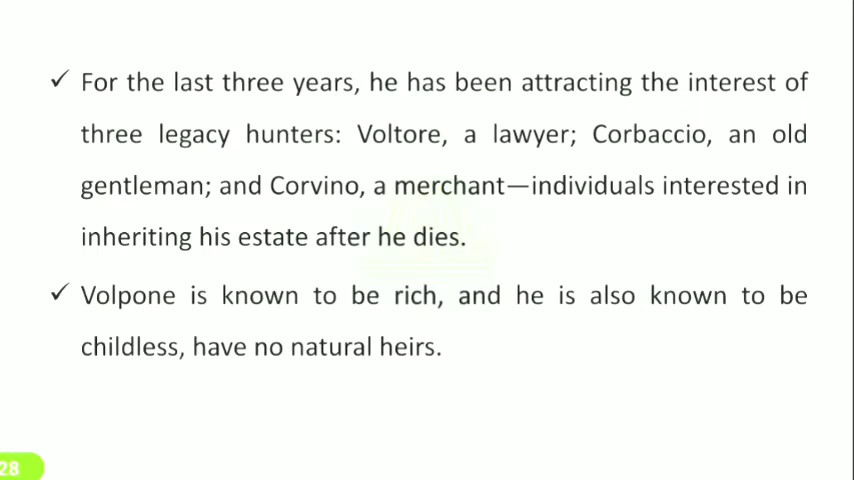 ✓ For the last three years, he has been attracting the interest of
three legacy hunters: Voltore, a lawyer; Corbaccio, an old
gentleman; and Corvino, a merchant—individuals interested in
inheriting his estate after he dies.
✓ Volpone is known to be rich, and he is also known to be
childless, have no natural heirs.
28